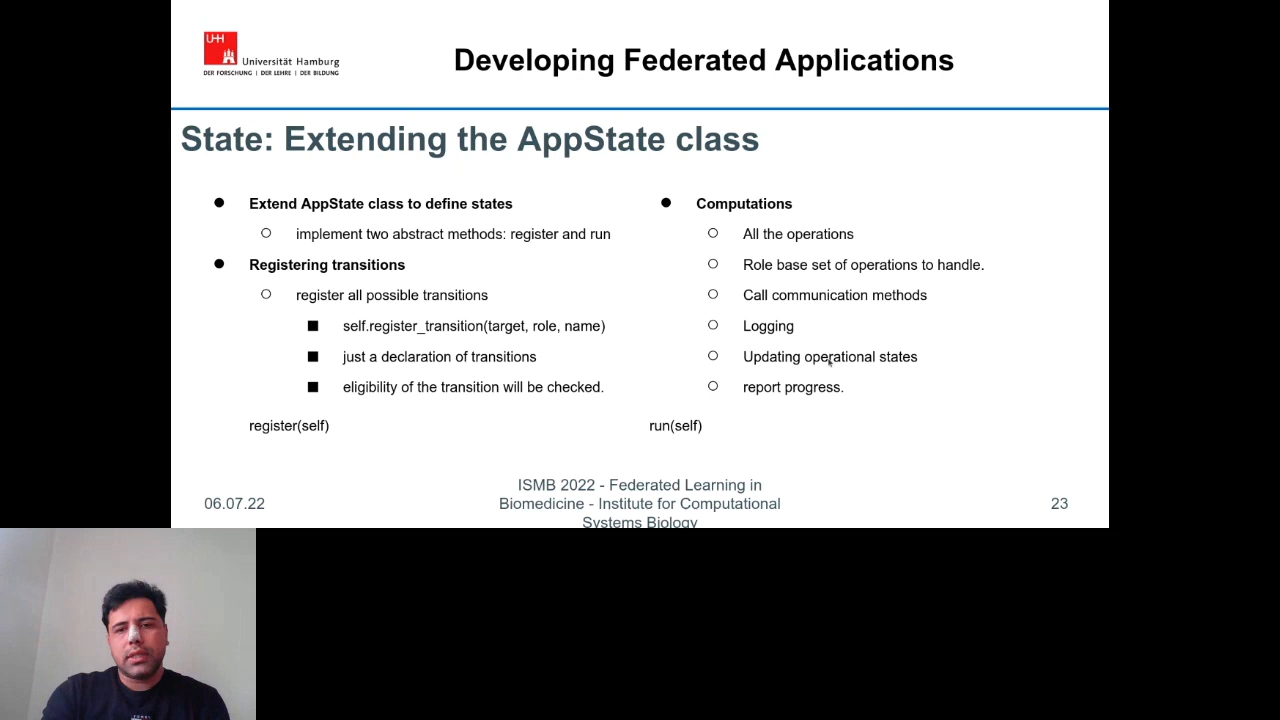 UHH
Universität Hamburg
DER FORSCHUNG | DER LEHRE | DER BILDUNG
Developing Federated Applications
State: Extending the AppState class
Extend AppState class to define states
implement two abstract methods: register and run
Registering transitions
register all possible transitions
self.register_transition(target, role, name)
just a declaration of transitions
eligibility of the transition will be checked.
register(self)
Computations
All the operations
Role base set of operations to handle.
Call communication methods
Logging
Updating operational states
report progress.
run(self)
06.07.22
ISMB 2022 - Federated Learning in
Biomedicine - Institute for Computational
Systems Biology
23